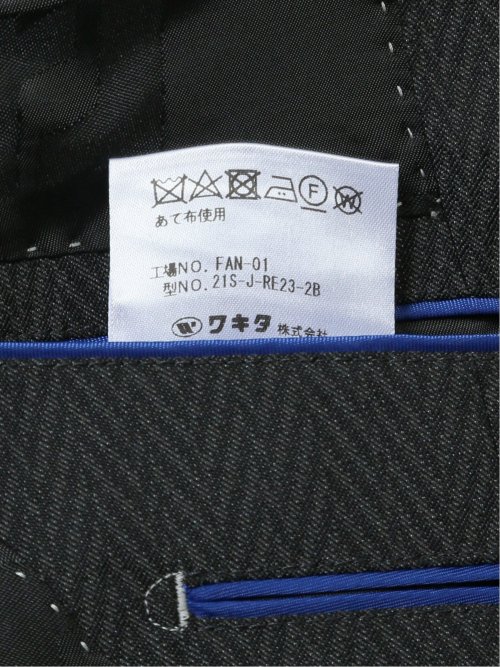 F W
あて布使用
工場NO. FAN-01
型NO. 21S-J-RE23-2B
ワキタ 株式会社